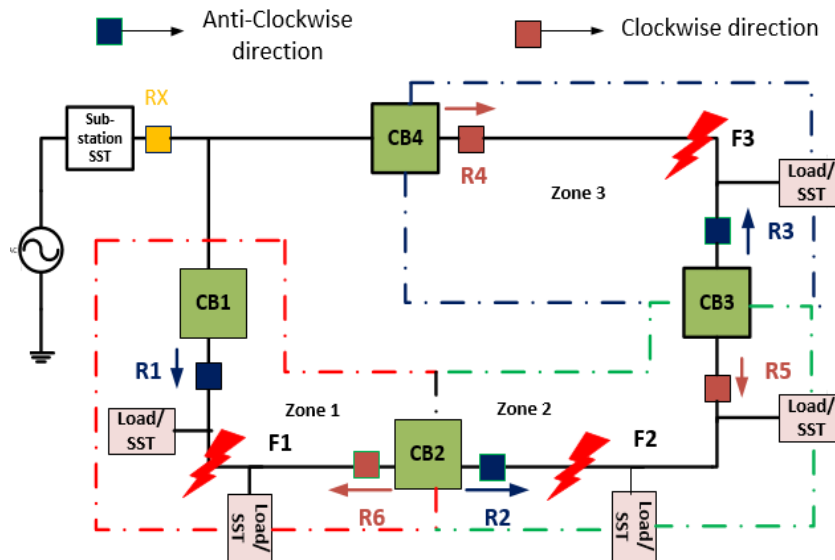 Anti-Clockwise
direction
Clockwise direction
RX
Sub-
station
SST
CB4
R4
F3
Load/
SST
Zone 3
R3
CB1
CB3
R1
R5
Load/
SST
Zone 1
Zone 2
Load/
SST
F1
CB2
F2
R6
R2
Load/
SST
Load/
SST